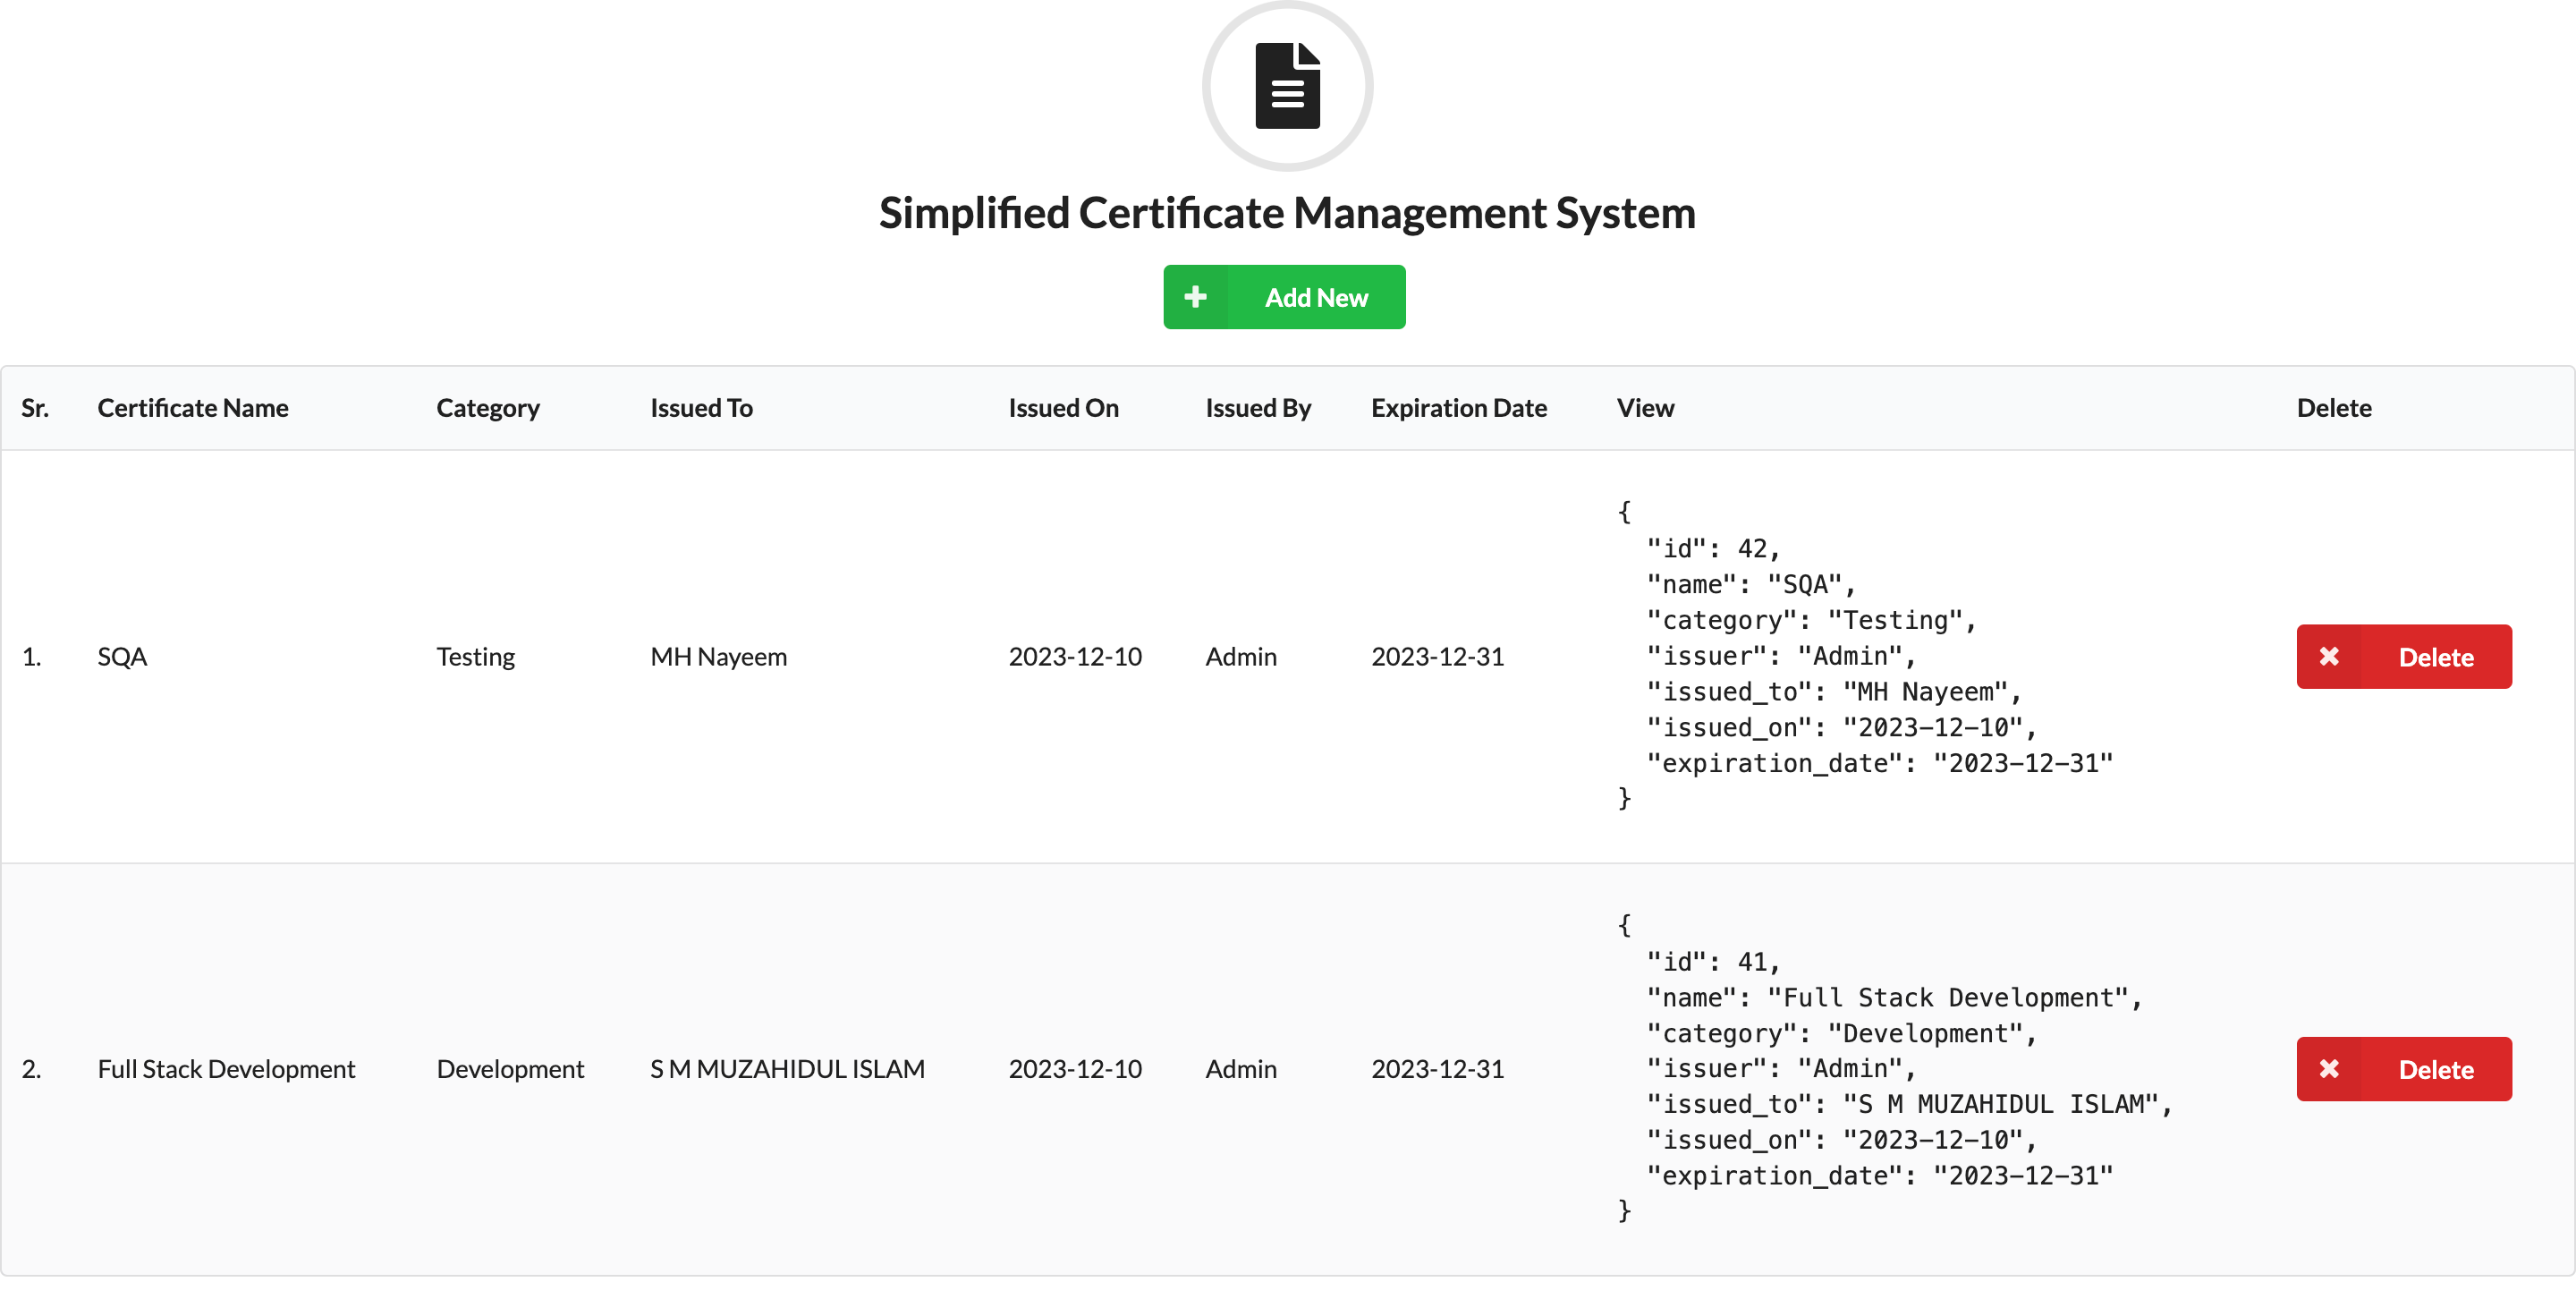 Simplified Certificate Management System
Add New
Sr. Certificate Name Category Issued To Issued On Issued By Expiration Date View Delete
1. SQA Testing MH Nayeem 2023-12-10 Admin 2023-12-31
{
"id": 42,
"name": "SQA",
"category": "Testing",
"issuer": "Admin",
"issued_to": "MH Nayeem",
"issued_on": "2023-12-10",
"expiration_date": "2023-12-31"
}
Delete
2. Full Stack Development Development S M MUZAHIDUL ISLAM 2023-12-10 Admin 2023-12-31
{
"id": 41,
"name": "Full Stack Development",
"category": "Development",
"issuer": "Admin",
"issued_to": "S M MUZAHIDUL ISLAM",
"issued_on": "2023-12-10",
"expiration_date": "2023-12-31"
}
Delete